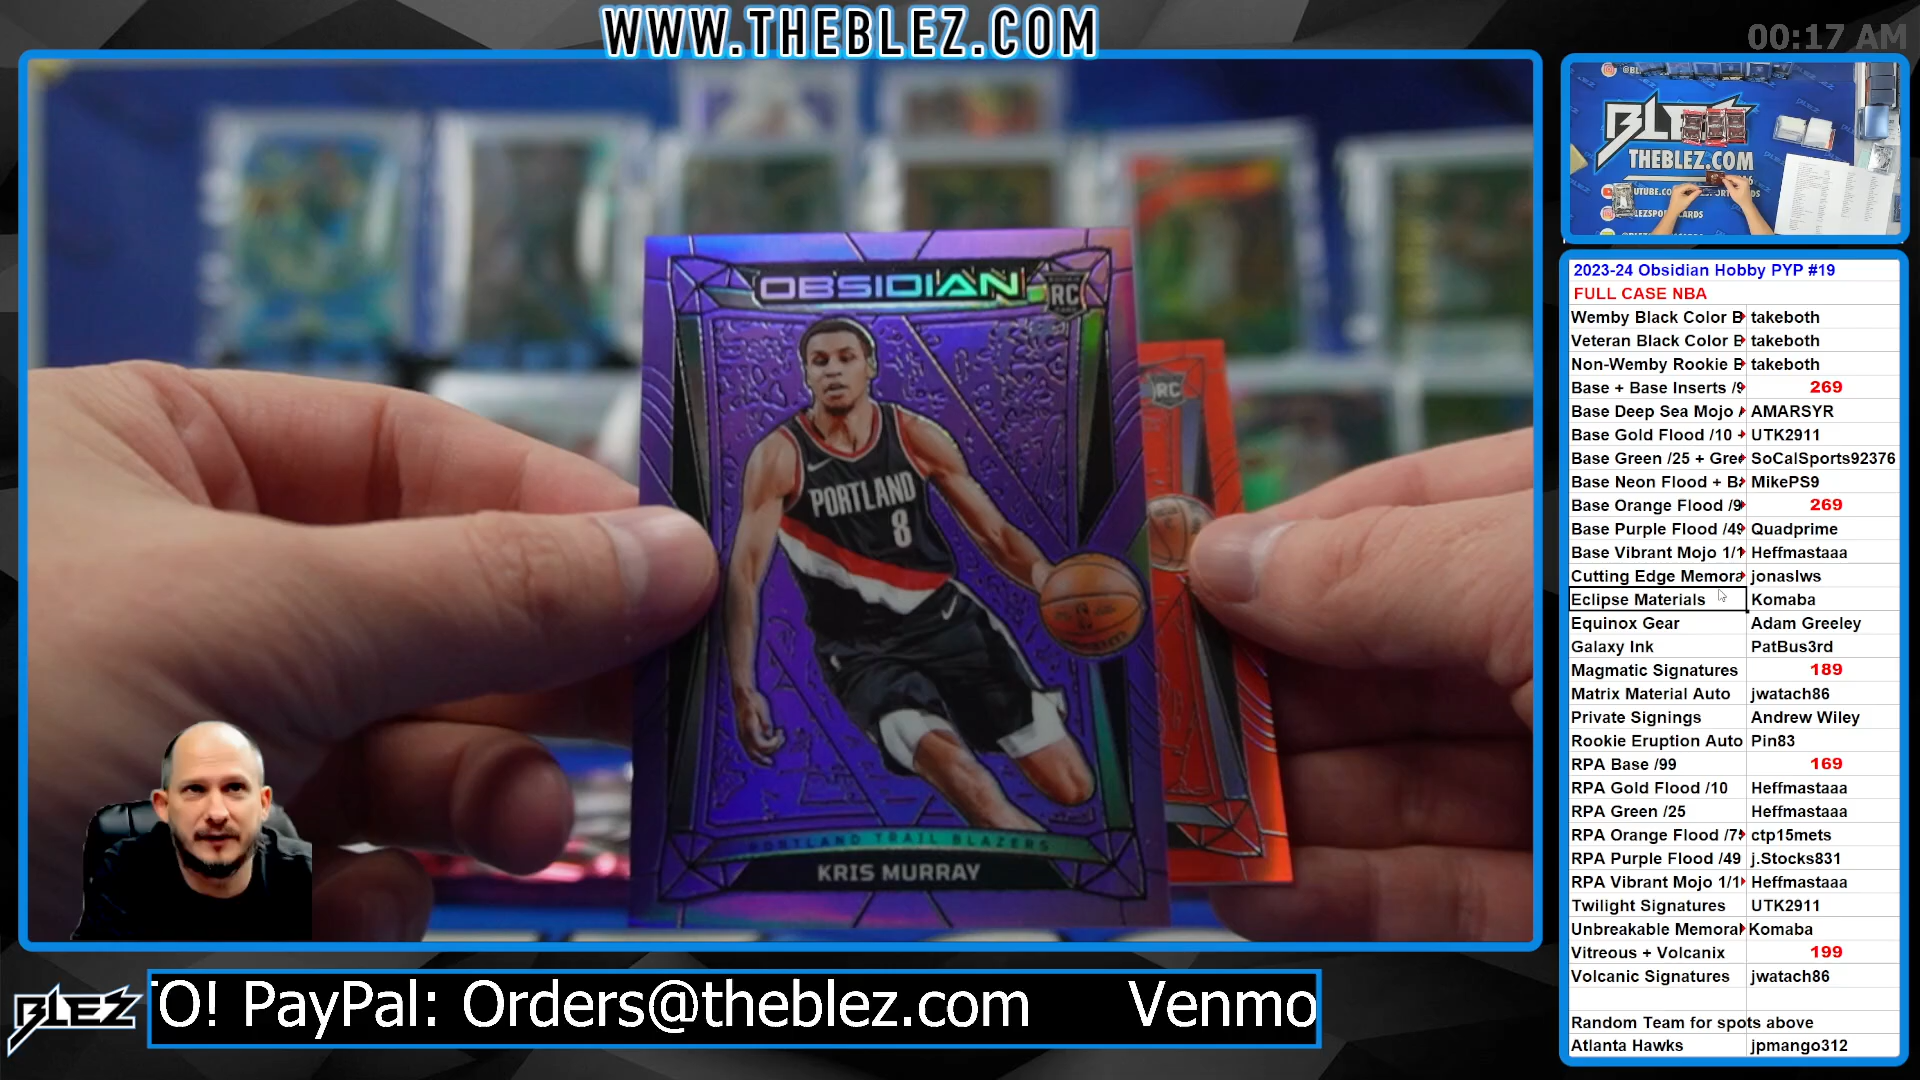 WWW.THEBLEZ.COM
00:17 AM
OBSIDIAN
RC
RC
PORTLAND
8
PORTLAND TRAIL BLAZERS
KRIS MURRAY
BLEZ
TO! PayPal: Orders@theblez.com Venmo
THEBLEZ.COM
2023-24 Obsidian Hobby PYP #19
FULL CASE NBA
Wemby Black Color B takeboth
Veteran Black Color B takeboth
Non-Wemby Rookie B takeboth
Base + Base Inserts /9 269
Base Deep Sea Mojo / AMARSYR
Base Gold Flood /10 + UTK2911
Base Green /25 + Gree SoCalSports92376
Base Neon Flood + Ba MikePS9
Base Orange Flood /9 269
Base Purple Flood /49 Quadprime
Base Vibrant Mojo 1/1 Heffmastaaa
Cutting Edge Memora jonaslws
Eclipse Materials Komaba
Equinox Gear Adam Greeley
Galaxy Ink PatBus3rd
Magmatic Signatures 189
Matrix Material Auto jwatach86
Private Signings Andrew Wiley
Rookie Eruption Auto Pin83
RPA Base /99 169
RPA Gold Flood /10 Heffmastaaa
RPA Green /25 Heffmastaaa
RPA Orange Flood /75 ctp15mets
RPA Purple Flood /49 j.Stocks831
RPA Vibrant Mojo 1/1 Heffmastaaa
Twilight Signatures UTK2911
Unbreakable Memoral Komaba
Vitreous + Volcanix 199
Volcanic Signatures jwatach86
Random Team for spots above
Atlanta Hawks jpmango312